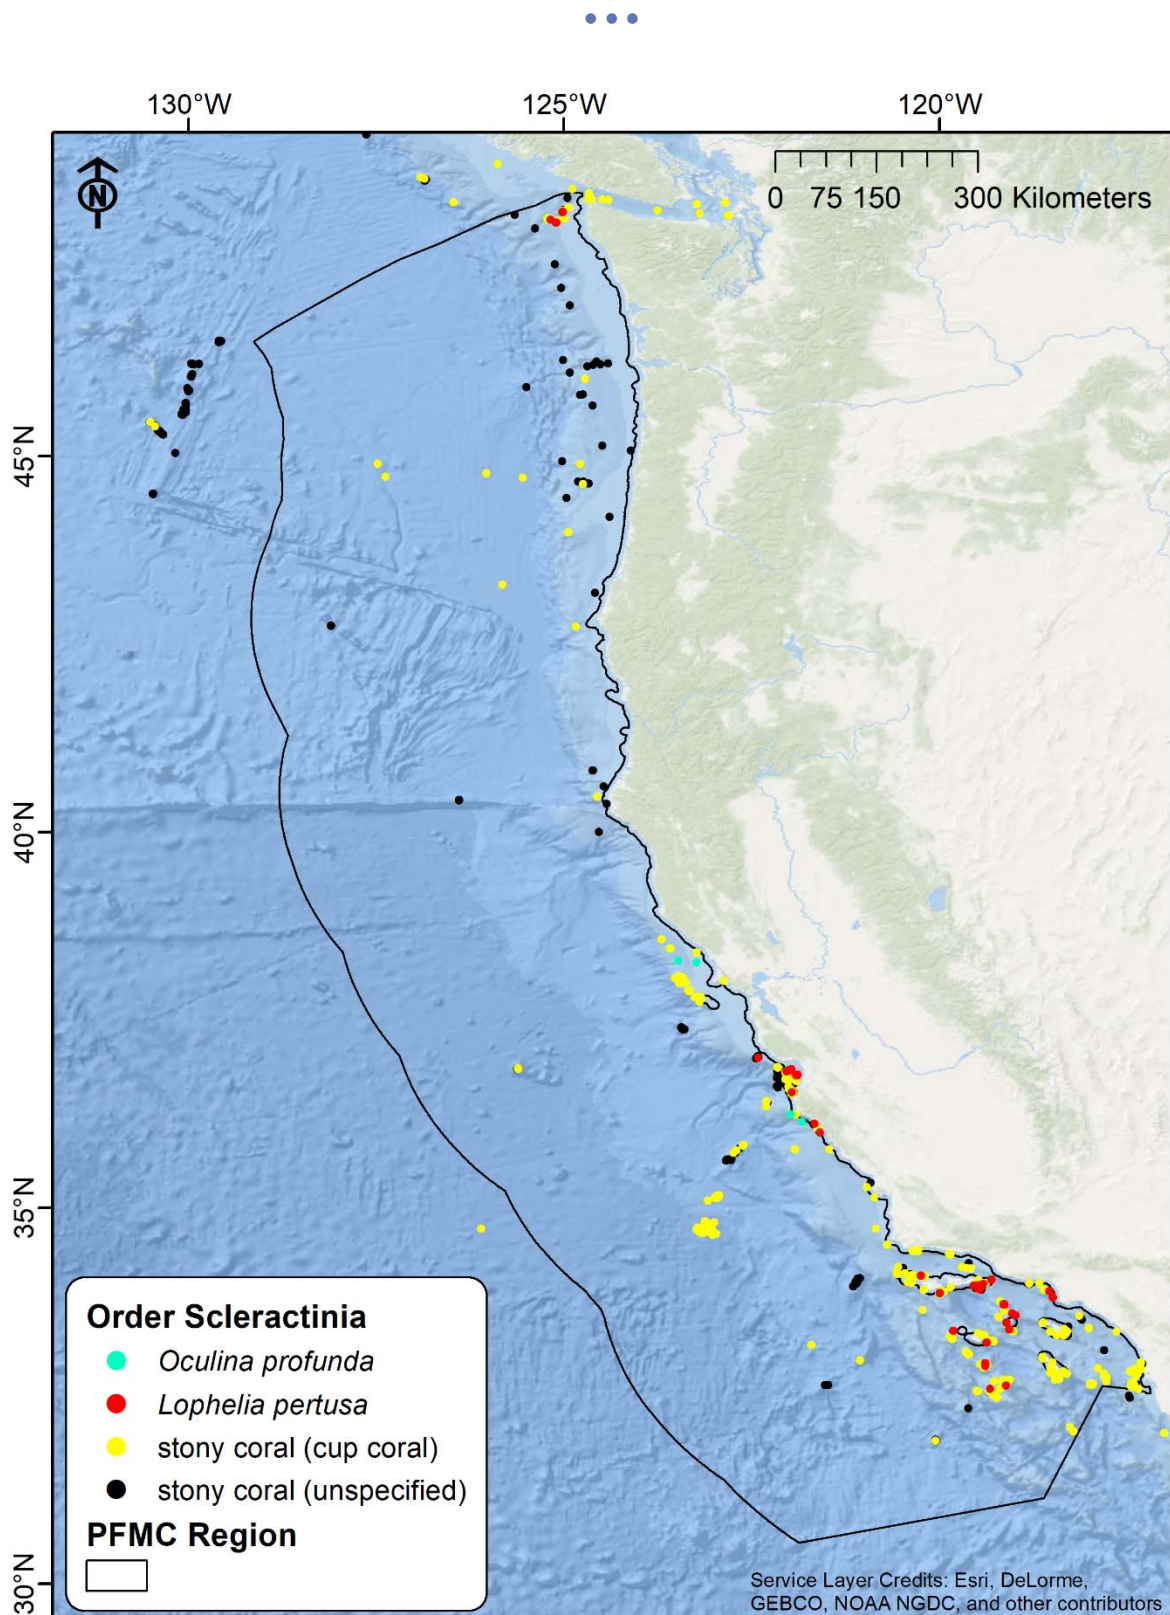 130°W 125°W 120°W
N
0 75 150 300 Kilometers
45°N
40°N
35°N
30°N
Order Scleractinia
Oculina profunda
Lophelia pertusa
stony coral (cup coral)
stony coral (unspecified)
PFMC Region
Service Layer Credits: Esri, DeLorme,
GEBCO, NOAA NGDC, and other contributors